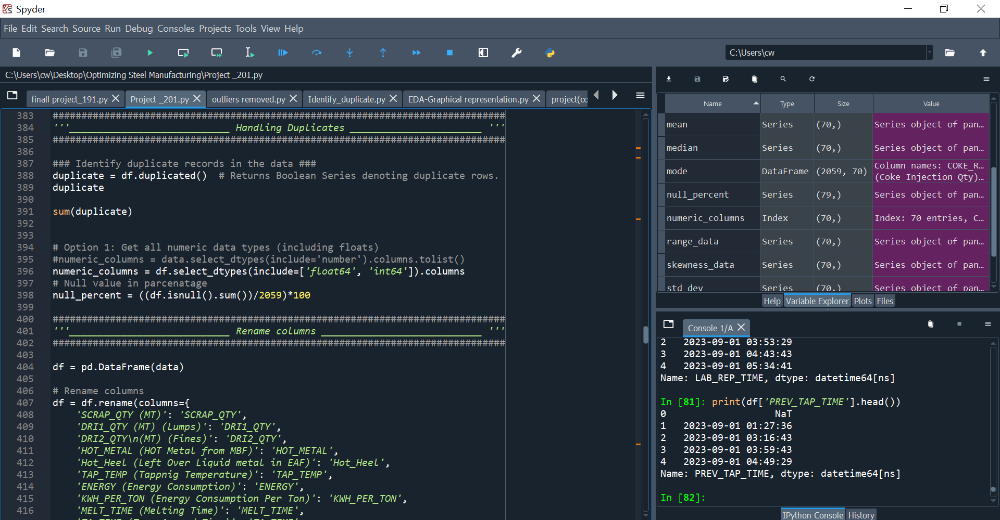 Spyder
File Edit Search Source Run Debug Consoles Projects Tools View Help
C:\Users\cw
C:\Users\cw\Desktop\Optimizing Steel Manufacturing\Project _201.py
finall project_191.py
Project _201.py
outliers removed.py
Identify_duplicate.py
EDA-Graphical representation.py
project(co
383 ###############################################################################
384 '''____________________________ Handling Duplicates _______________________ '''
385 ###############################################################################
386
387 ### Identify duplicate records in the data ###
388 duplicate = df.duplicated()  # Returns Boolean Series denoting duplicate rows.
389 duplicate
390
391 sum(duplicate)
392
393
394 # Option 1: Get all numeric data types (including floats)
395 #numeric_columns = data.select_dtypes(include='number').columns.tolist()
396 numeric_columns = df.select_dtypes(include=['float64', 'int64']).columns
397 # Null value in parcenatage
398 null_percent = ((df.isnull().sum())/2059)*100
399
400 ###############################################################################
401 '''____________________________ Rename columns ____________________________ '''
402 ###############################################################################
403
404 df = pd.DataFrame(data)
405
406 # Rename columns
407 df = df.rename(columns={
408     'SCRAP_QTY (MT)': 'SCRAP_QTY',
409     'DRI1_QTY (MT) (Lumps)': 'DRI1_QTY',
410     'DRI2_QTY\n(MT) (Fines)': 'DRI2_QTY',
411     'HOT_METAL (HOT Metal from MBF)': 'HOT_METAL',
412     'Hot_Heel (Left Over Liquid metal in EAF)': 'Hot_Heel',
413     'TAP_TEMP (Tappnig Temperature)': 'TAP_TEMP',
414     'ENERGY (Energy Consumption)': 'ENERGY',
415     'KWH_PER_TON (Energy Consumption Per Ton)': 'KWH_PER_TON',
416     'MELT_TIME (Melting Time)': 'MELT_TIME',
Name Type Size Value
mean Series (70,) Series object of pan...
median Series (70,) Series object of pan...
mode DataFrame (2059, 70) Column names: COKE_R...
(Coke Injection Qty)...
null_percent Series (79,) Series object of pan...
numeric_columns Index (70,) Index: 70 entries, C...
range_data Series (70,) Series object of pan...
skewness_data Series (70,) Series object of pan...
std_dev Series (70,) Series object of pan...
Help Variable Explorer Plots Files
Console 1/A
2   2023-09-01 03:53:29
3   2023-09-01 04:43:43
4   2023-09-01 05:34:41
Name: LAB_REP_TIME, dtype: datetime64[ns]
In [81]: print(df['PREV_TAP_TIME'].head())
0                   NaT
1   2023-09-01 01:27:36
2   2023-09-01 03:16:43
3   2023-09-01 03:59:43
4   2023-09-01 04:49:29
Name: PREV_TAP_TIME, dtype: datetime64[ns]
In [82]:
IPython Console History